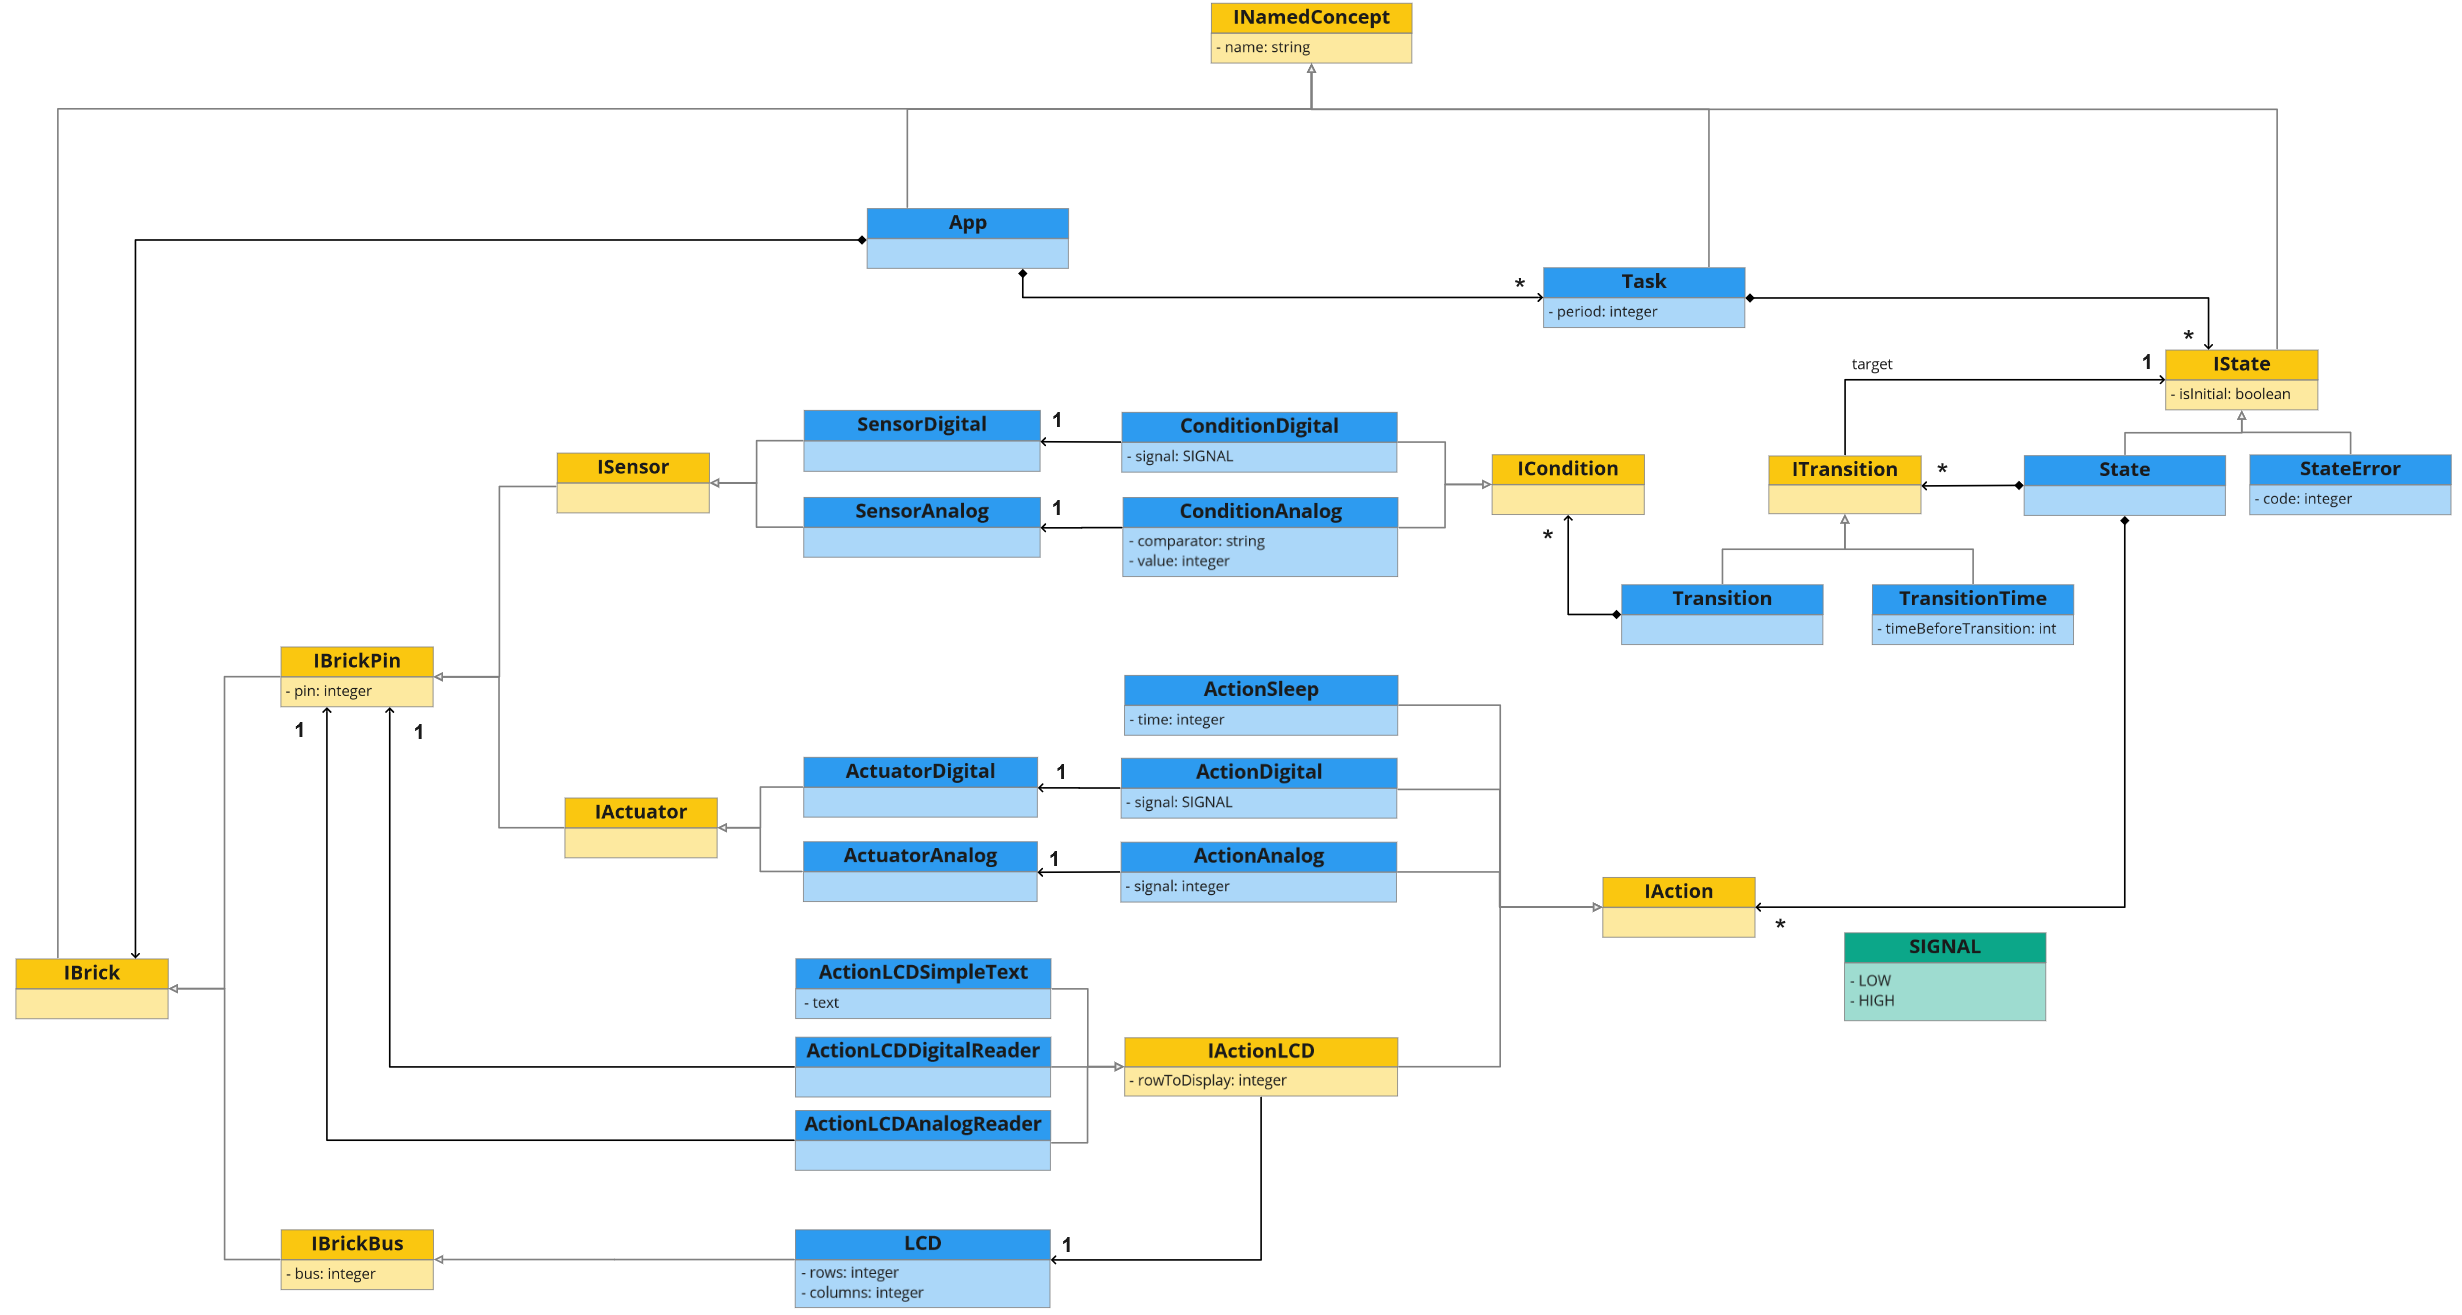 INamedConcept
- name: string
App
Task
- period: integer
*
*
target
1
IState
- isInitial: boolean
SensorDigital
1
ConditionDigital
- signal: SIGNAL
ISensor
ICondition
ITransition
*
State
StateError
- code: integer
SensorAnalog
1
ConditionAnalog
- comparator: string
- value: integer
*
Transition
TransitionTime
- timeBeforeTransition: int
IBrickPin
- pin: integer
1
1
ActionSleep
- time: integer
ActuatorDigital
1
ActionDigital
- signal: SIGNAL
IActuator
ActuatorAnalog
1
ActionAnalog
- signal: integer
IAction
*
SIGNAL
- LOW
- HIGH
IBrick
ActionLCDSimpleText
- text
ActionLCDDigitalReader
IActionLCD
- rowToDisplay: integer
ActionLCDAnalogReader
IBrickBus
- bus: integer
LCD
- rows: integer
- columns: integer
1